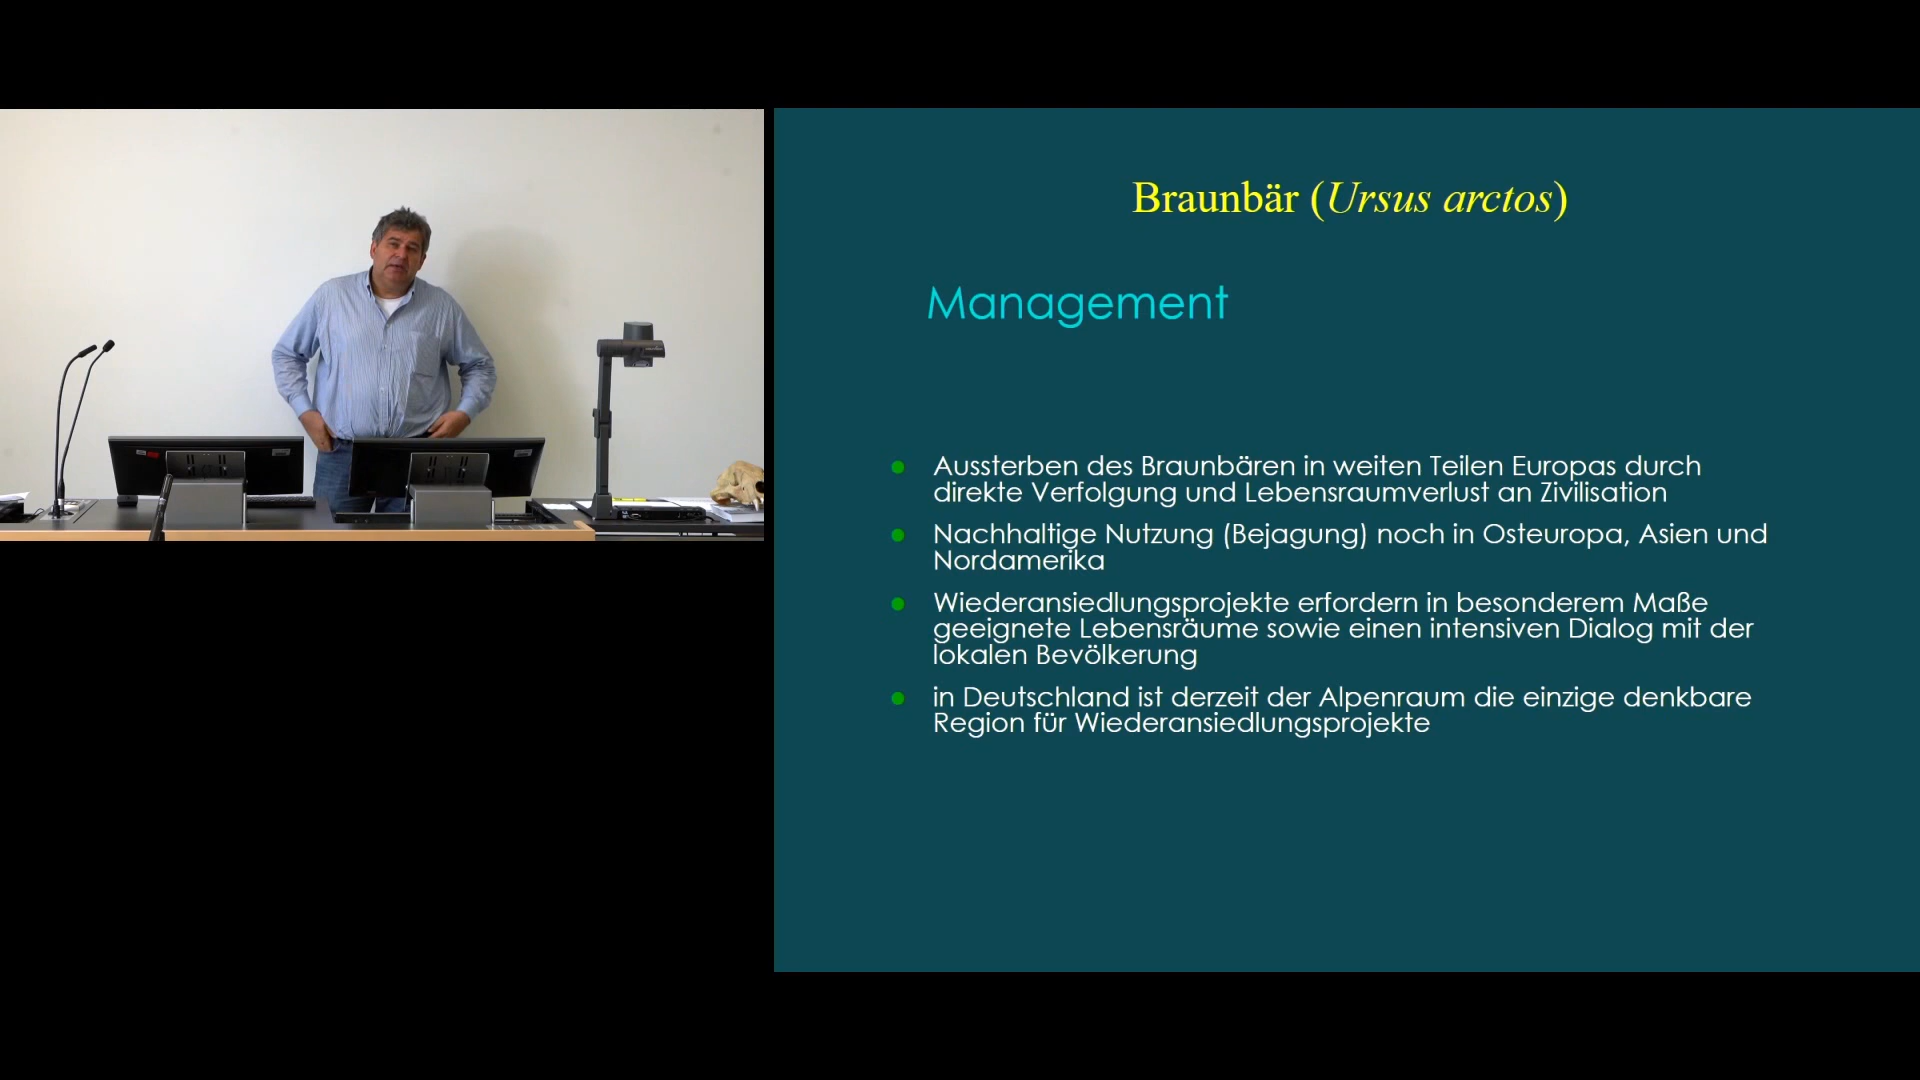 Braunbär (Ursus arctos)
Management
Aussterben des Braunbären in weiten Teilen Europas durch
direkte Verfolgung und Lebensraumverlust an Zivilisation
Nachhaltige Nutzung (Bejagung) noch in Osteuropa, Asien und
Nordamerika
Wiederansiedlungsprojekte erfordern in besonderem Maße
geeignete Lebensräume sowie einen intensiven Dialog mit der
lokalen Bevölkerung
in Deutschland ist derzeit der Alpenraum die einzige denkbare
Region für Wiederansiedlungsprojekte